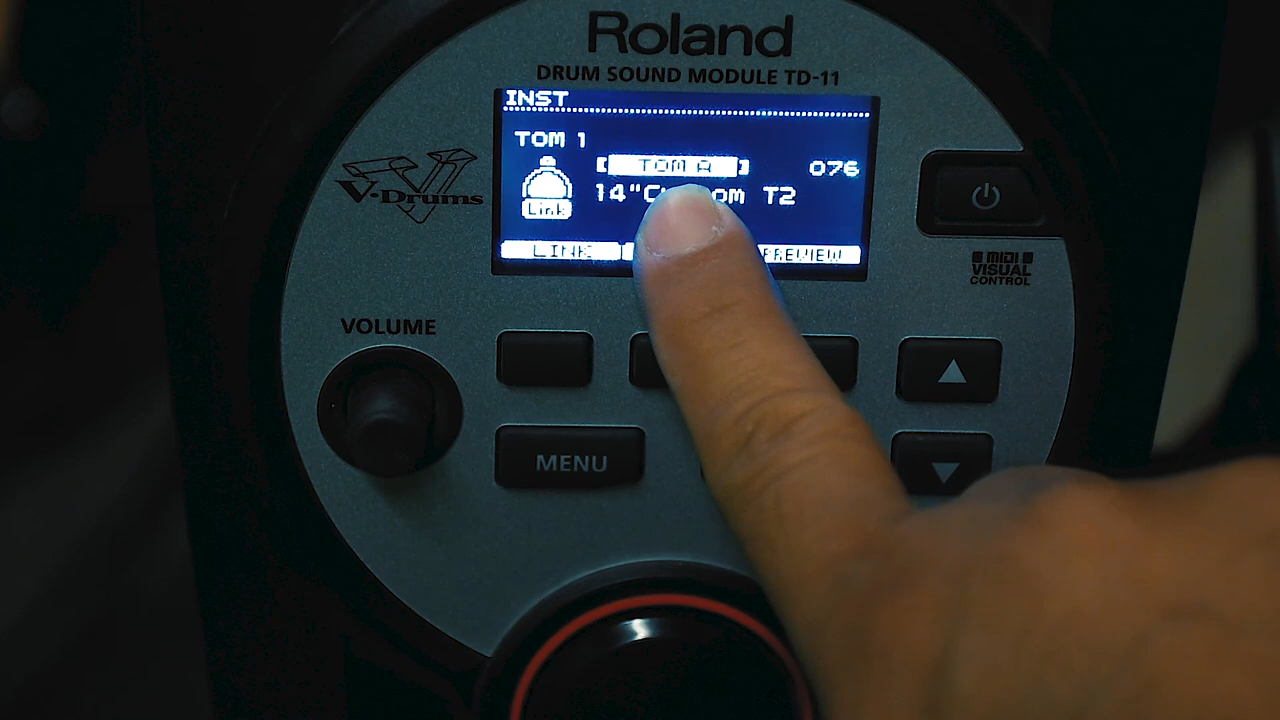 Roland
DRUM SOUND MODULE TD-11
INST
TOM 1
[ TOM A ] 076
14" T2
Link
LINK PREVIEW
V-Drums
MIDI
VISUAL
CONTROL
VOLUME
MENU